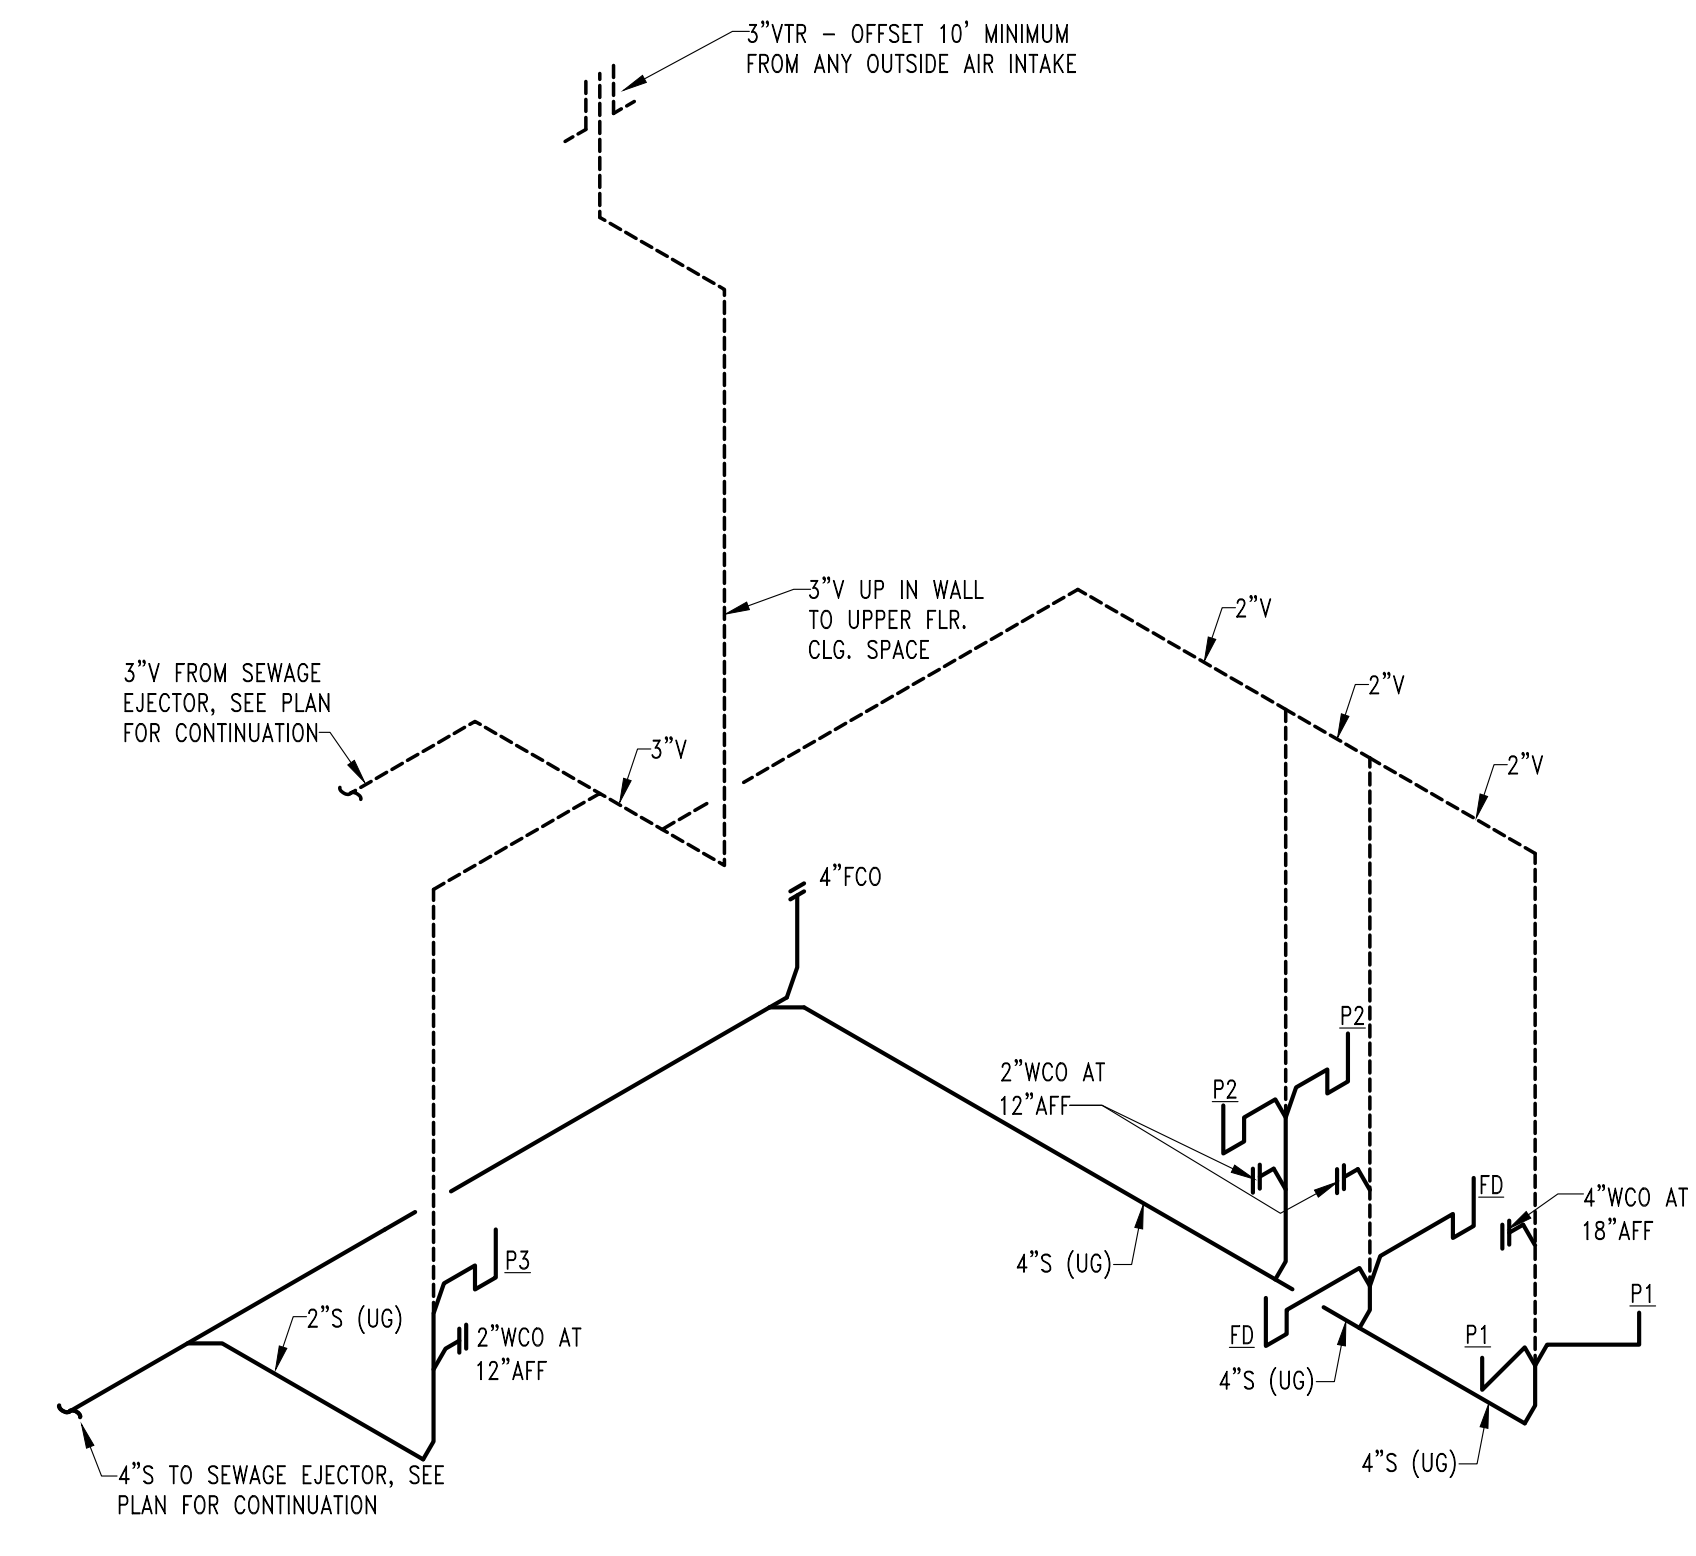 3"VTR – OFFSET 10' MINIMUM
FROM ANY OUTSIDE AIR INTAKE
3"V UP IN WALL
TO UPPER FLR.
CLG. SPACE
2"V
2"V
2"V
3"V FROM SEWAGE
EJECTOR, SEE PLAN
FOR CONTINUATION
3"V
4"FCO
P2
P2
2"WCO AT
12"AFF
FD
4"WCO AT
18"AFF
4"S (UG)
P3
2"S (UG)
2"WCO AT
12"AFF
FD
P1
P1
4"S (UG)
4"S (UG)
4"S TO SEWAGE EJECTOR, SEE
PLAN FOR CONTINUATION